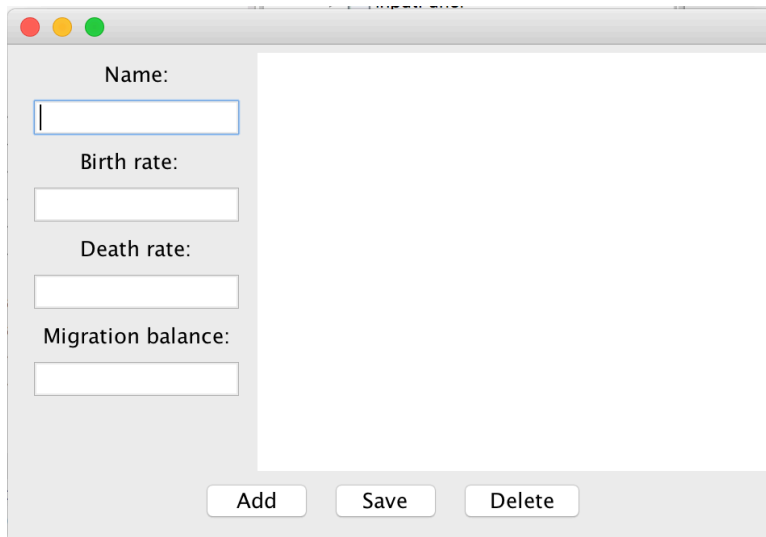 Name:
Birth rate:
Death rate:
Migration balance:
Add Save Delete